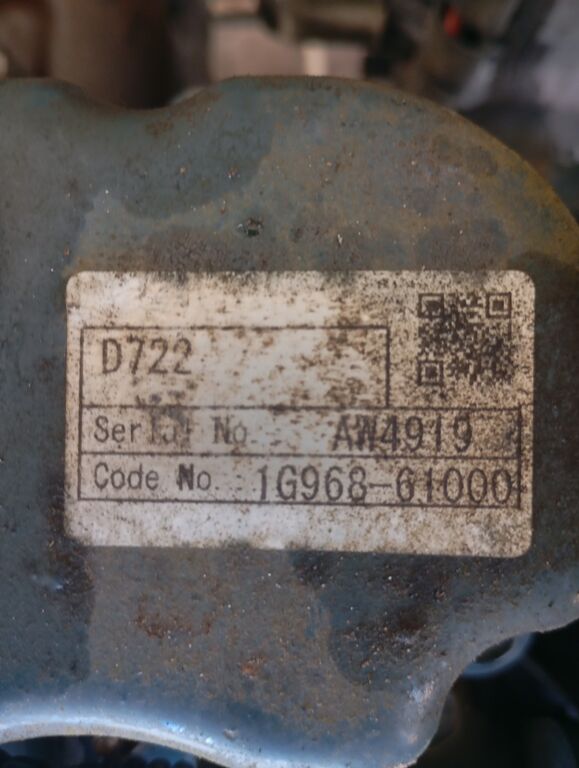 D722
Serial No. : AW4919
Code No. : 1G968-61000